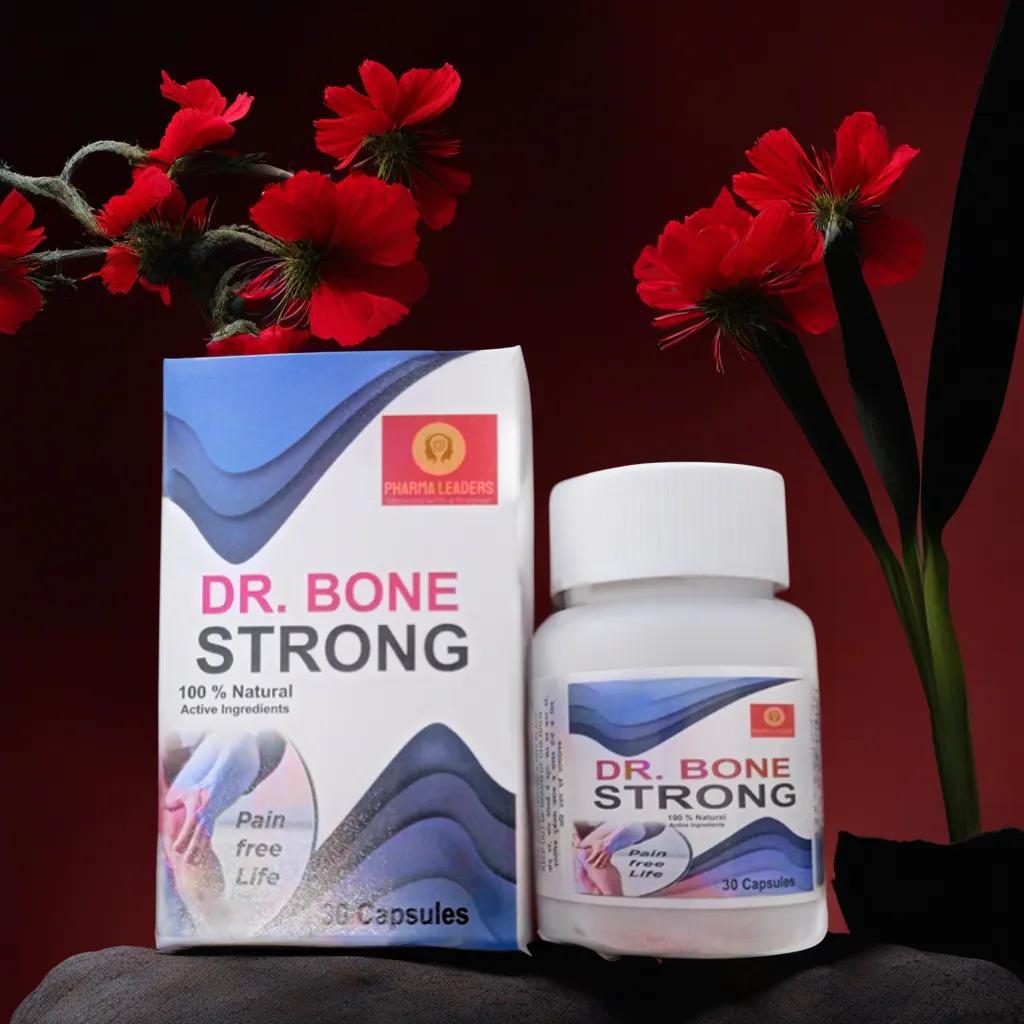 PHARMA LEADERS
DR. BONE
STRONG
100 % Natural
Active Ingredients
Pain
free
Life
30 Capsules
DR. BONE
STRONG
100 % Natural
Active Ingredients
Pain
free
Life
30 Capsules